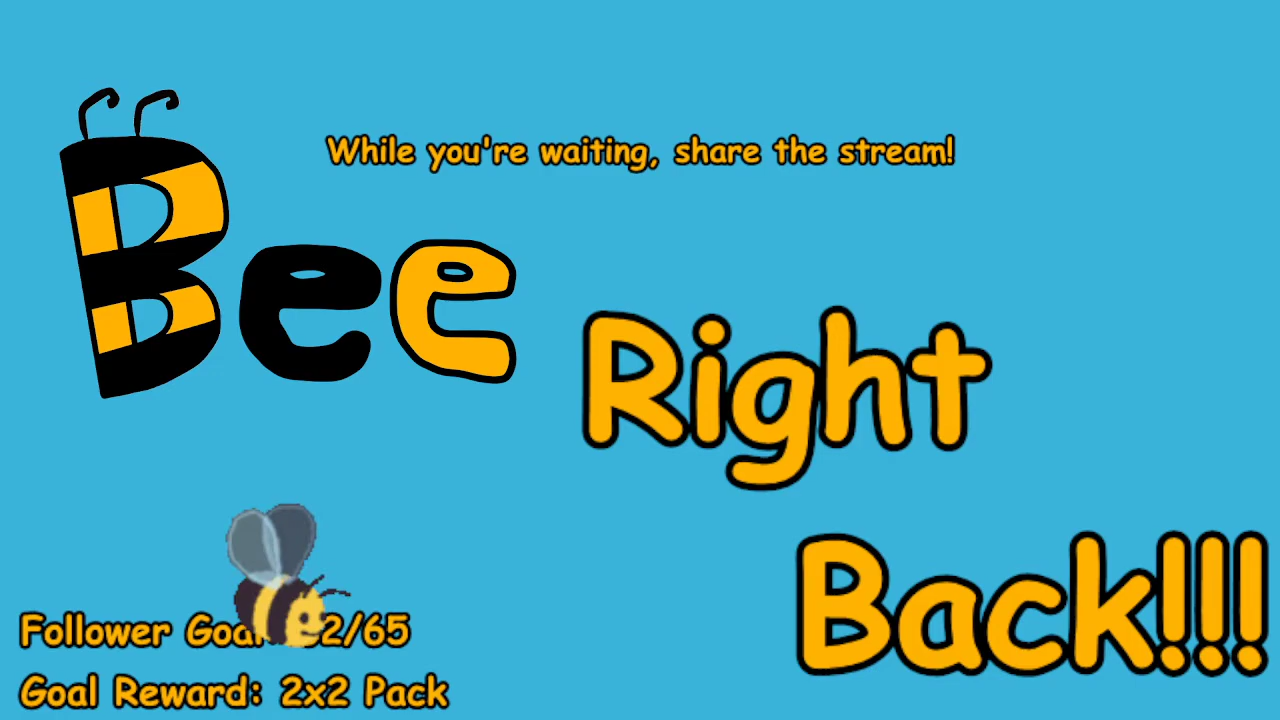 While you're waiting, share the stream!
Bee
Right
Back!!!
Follower
Goal Reward: 2x2 Pack